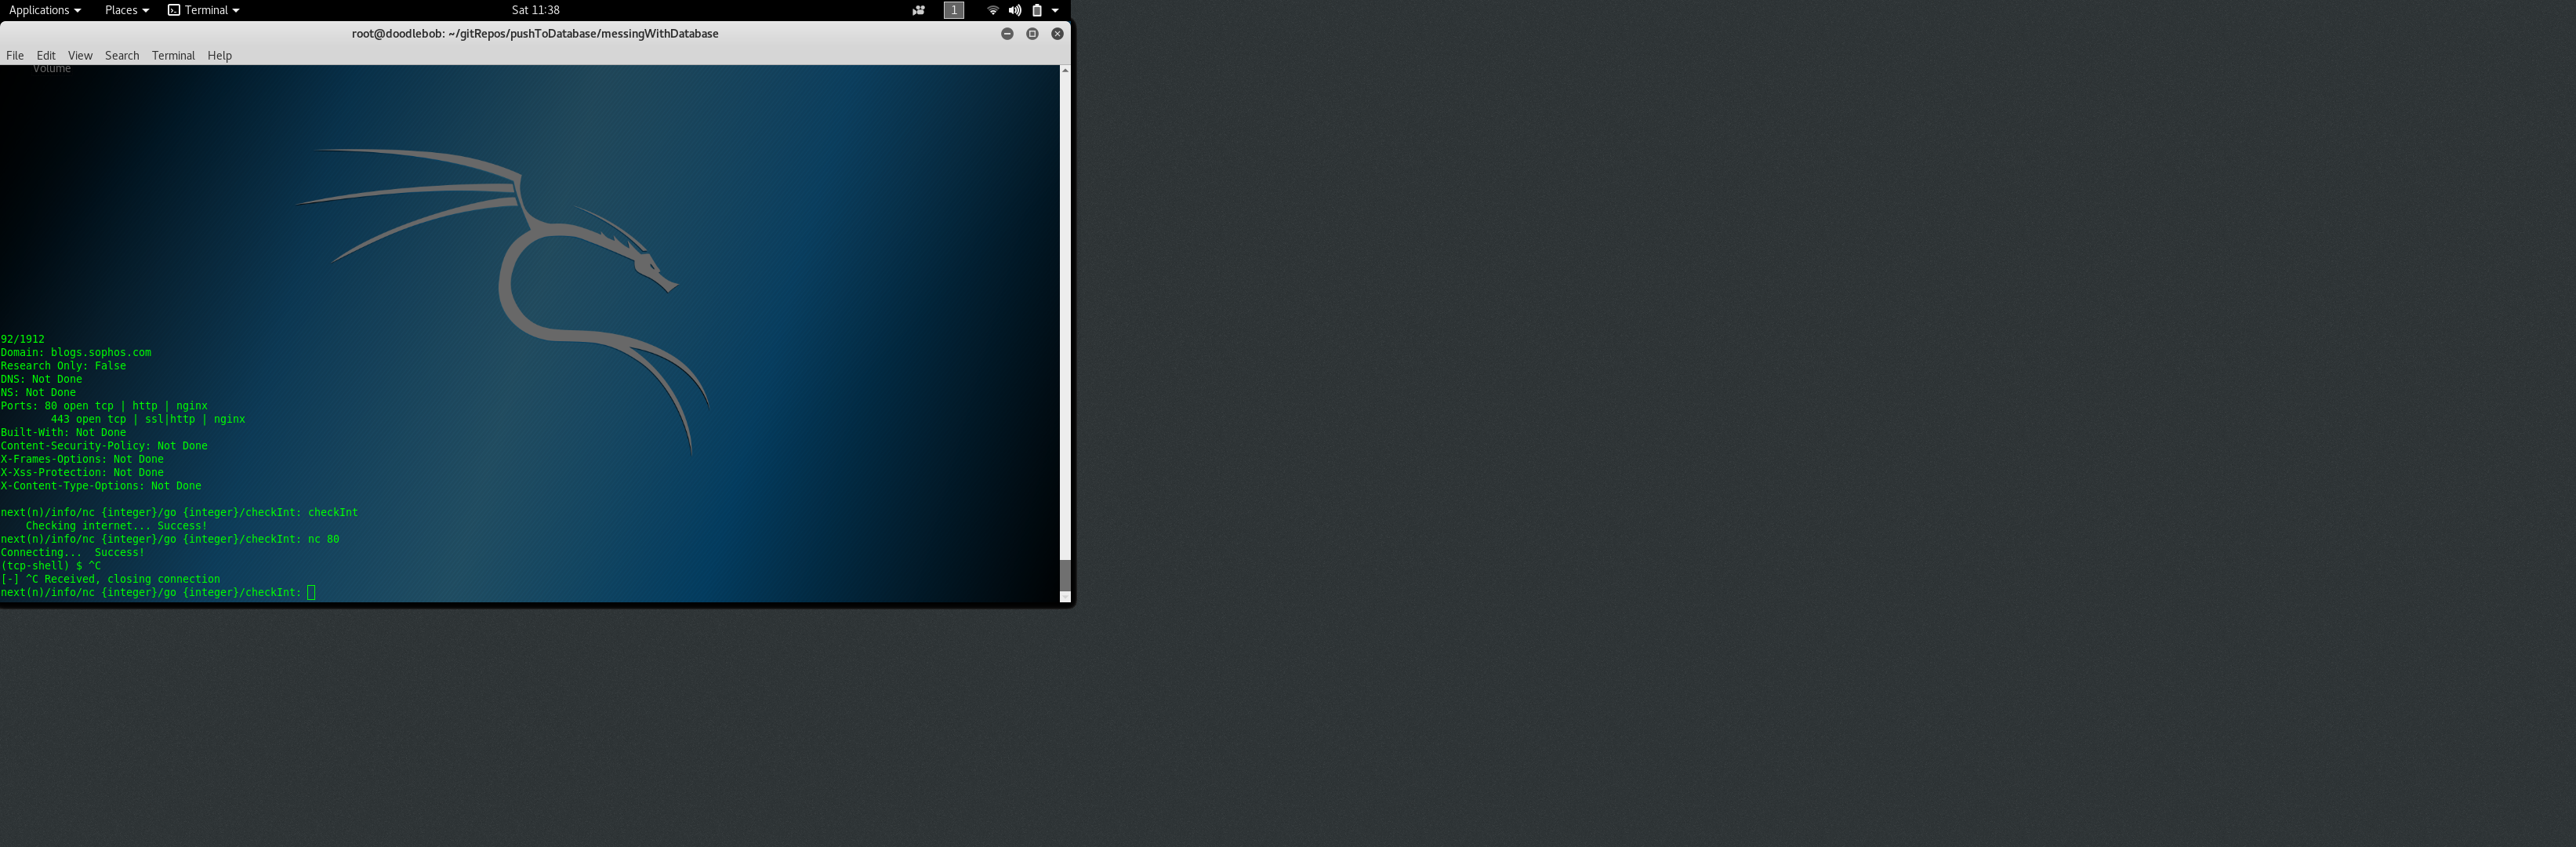 Applications Places Terminal Sat 11:38 1
root@doodlebob: ~/gitRepos/pushToDatabase/messingWithDatabase
File Edit View Search Terminal Help
Volume
92/1912
Domain: blogs.sophos.com
Research Only: False
DNS: Not Done
NS: Not Done
Ports: 80 open tcp | http | nginx
443 open tcp | ssl|http | nginx
Built-With: Not Done
Content-Security-Policy: Not Done
X-Frames-Options: Not Done
X-Xss-Protection: Not Done
X-Content-Type-Options: Not Done
next(n)/info/nc {integer}/go {integer}/checkInt: checkInt
Checking internet... Success!
next(n)/info/nc {integer}/go {integer}/checkInt: nc 80
Connecting...  Success!
(tcp-shell) $ ^C
[-] ^C Received, closing connection
next(n)/info/nc {integer}/go {integer}/checkInt: